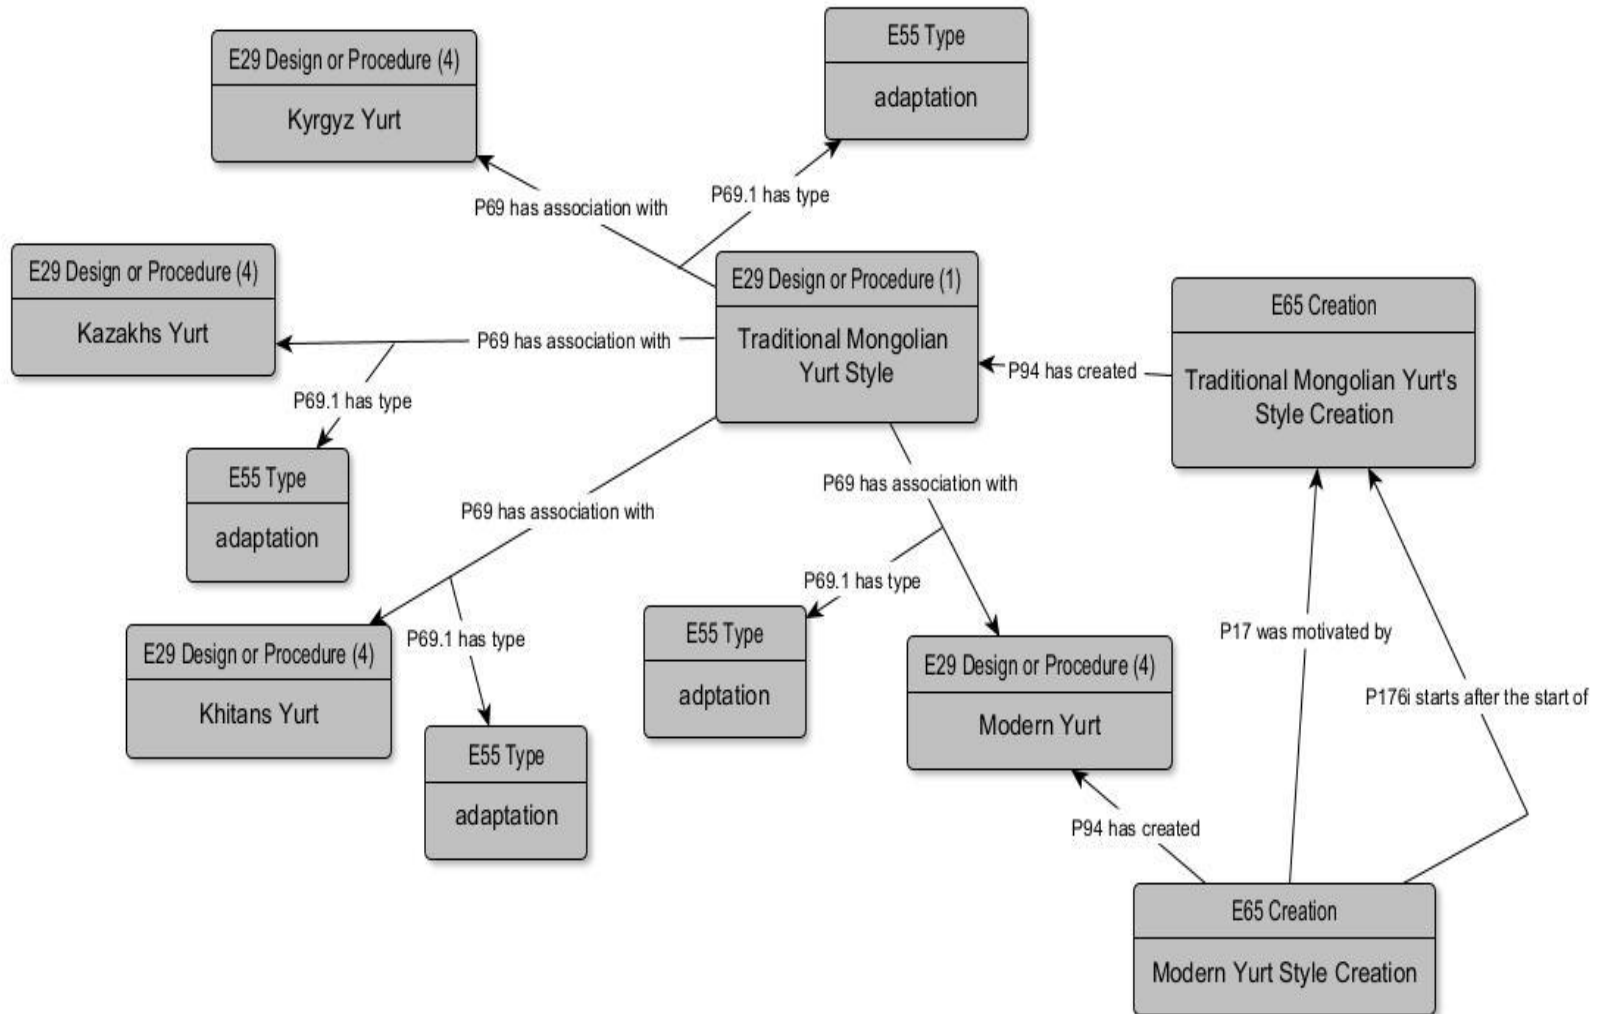 E55 Type
adaptation
E29 Design or Procedure (4)
Kyrgyz Yurt
P69.1 has type
P69 has association with
E29 Design or Procedure (4)
Kazakhs Yurt
E29 Design or Procedure (1)
Traditional Mongolian
Yurt Style
E65 Creation
Traditional Mongolian Yurt's
Style Creation
P69 has association with
P94 has created
P69.1 has type
E55 Type
adaptation
P69 has association with
P69 has association with
P69.1 has type
E29 Design or Procedure (4)
Khitans Yurt
P69.1 has type
E55 Type
adptation
E29 Design or Procedure (4)
Modern Yurt
P17 was motivated by
P176i starts after the start of
E55 Type
adaptation
P94 has created
E65 Creation
Modern Yurt Style Creation